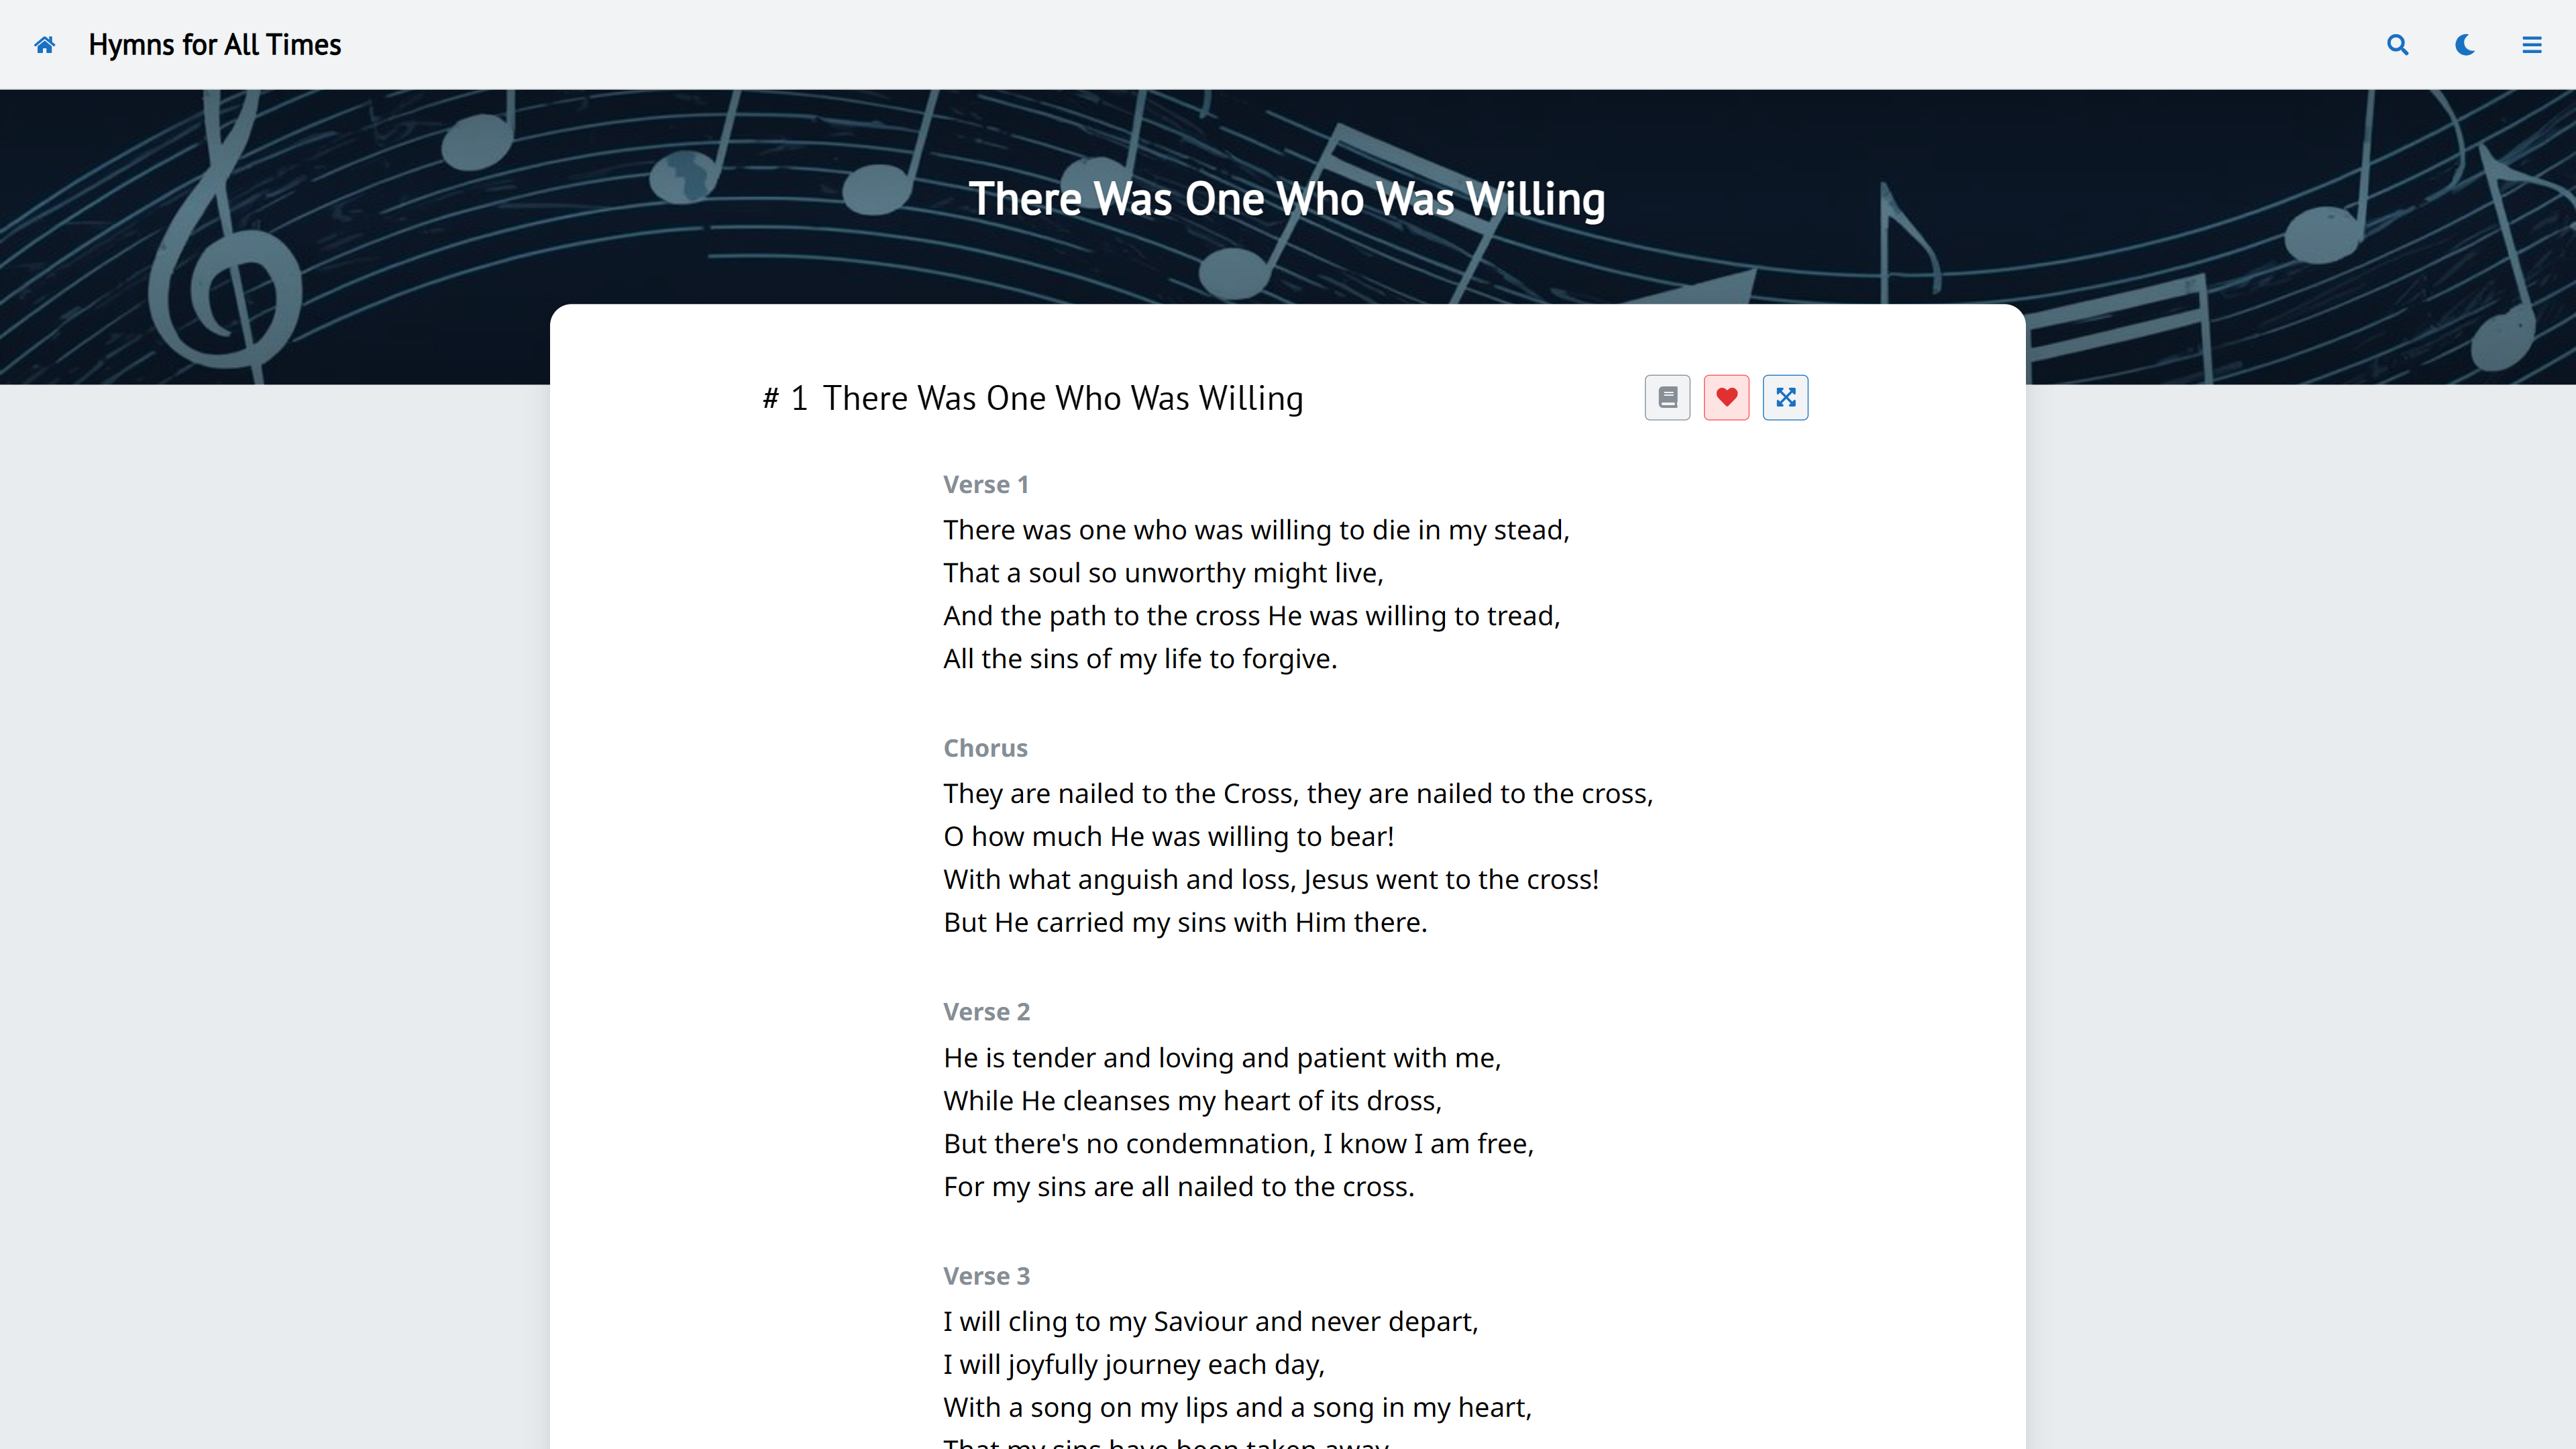 Hymns for All Times
There Was One Who Was Willing
# 1 There Was One Who Was Willing
Verse 1
There was one who was willing to die in my stead,
That a soul so unworthy might live,
And the path to the cross He was willing to tread,
All the sins of my life to forgive.
Chorus
They are nailed to the Cross, they are nailed to the cross,
O how much He was willing to bear!
With what anguish and loss, Jesus went to the cross!
But He carried my sins with Him there.
Verse 2
He is tender and loving and patient with me,
While He cleanses my heart of its dross,
But there's no condemnation, I know I am free,
For my sins are all nailed to the cross.
Verse 3
I will cling to my Saviour and never depart,
I will joyfully journey each day,
With a song on my lips and a song in my heart,
That my sins have been taken away